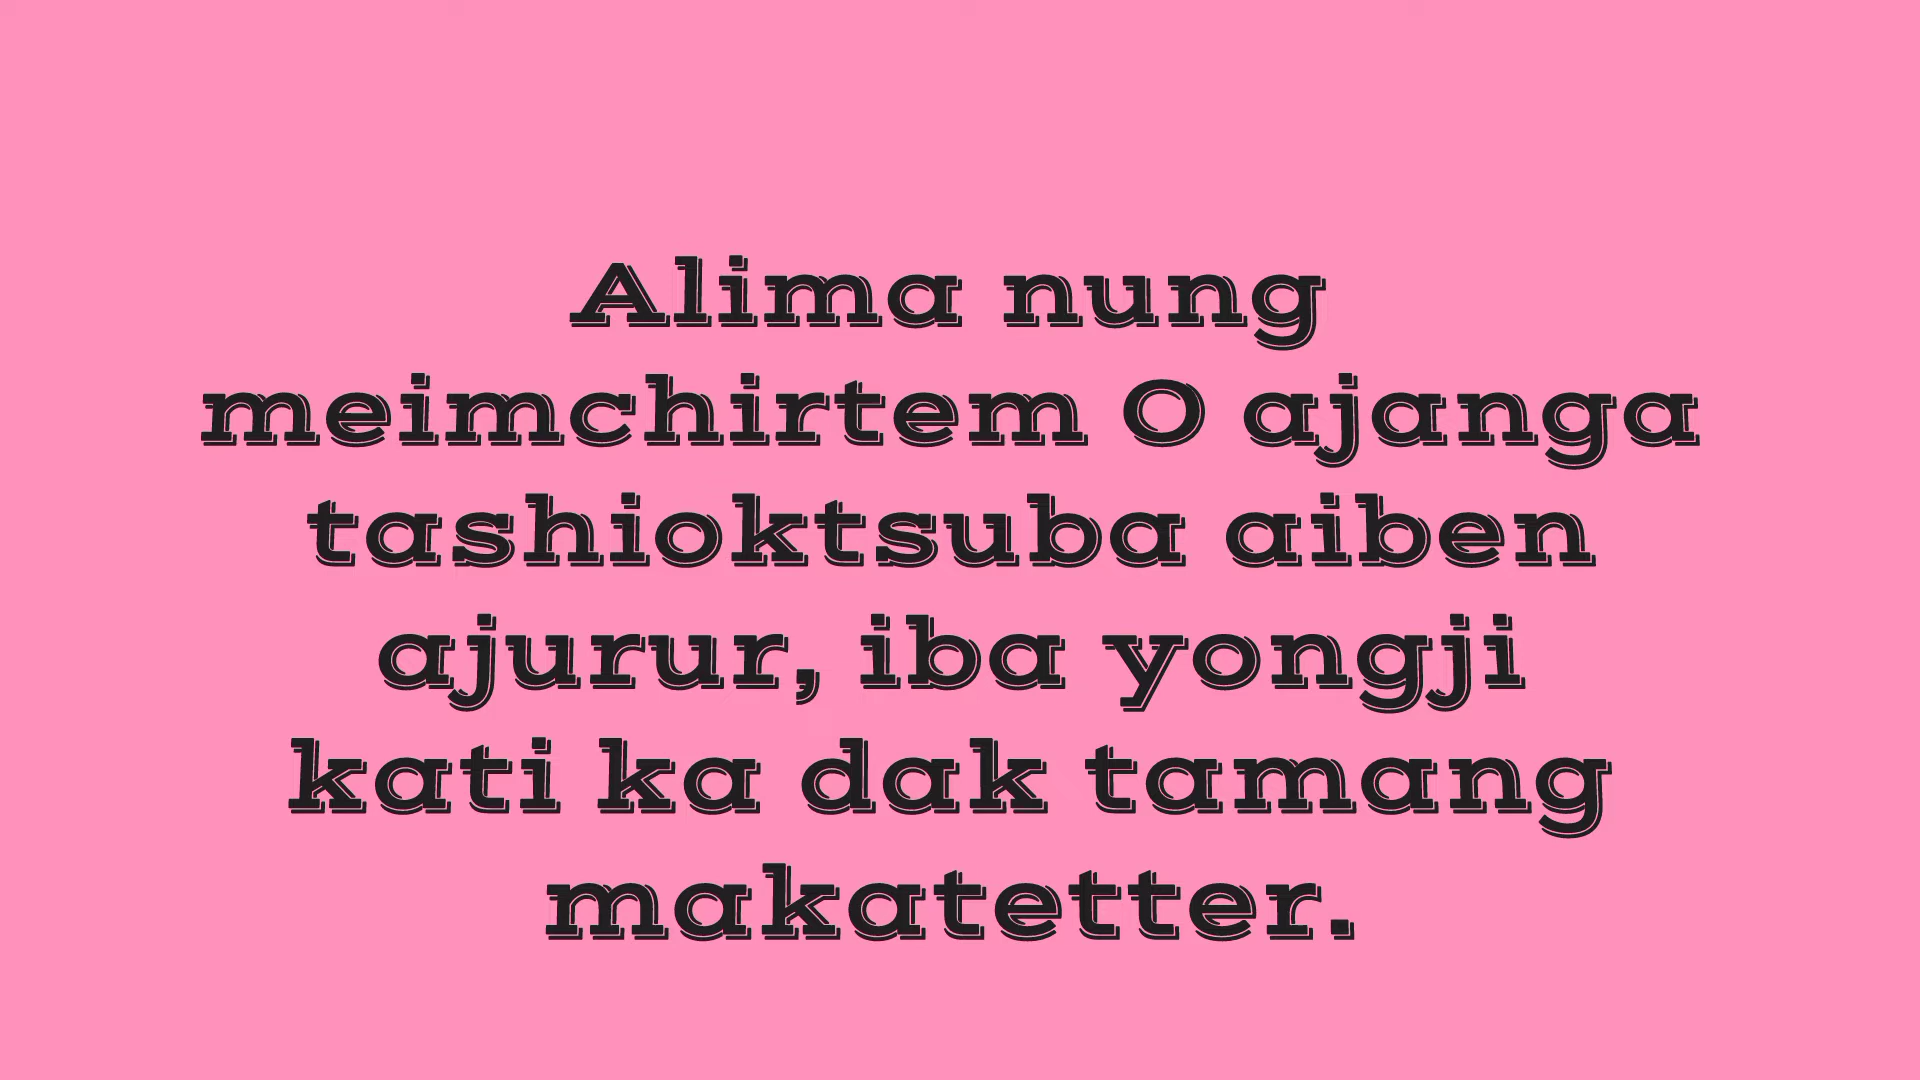 Alima nung
meimchirtem O ajanga
tashioktsuba aiben
ajurur, iba yongji
kati ka dak tamang
makatetter.